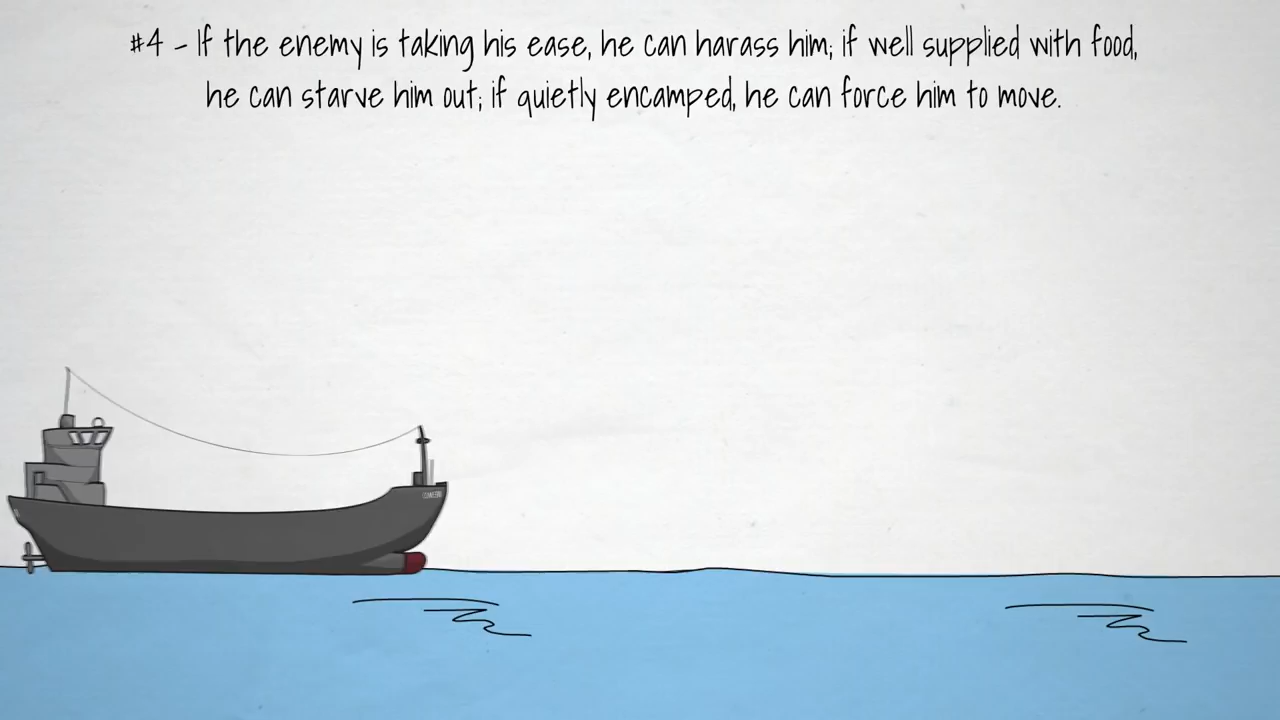 #4 - If the enemy is taking his ease, he can harass him; if well supplied with food,
he can starve him out; if quietly encamped, he can force him to move.